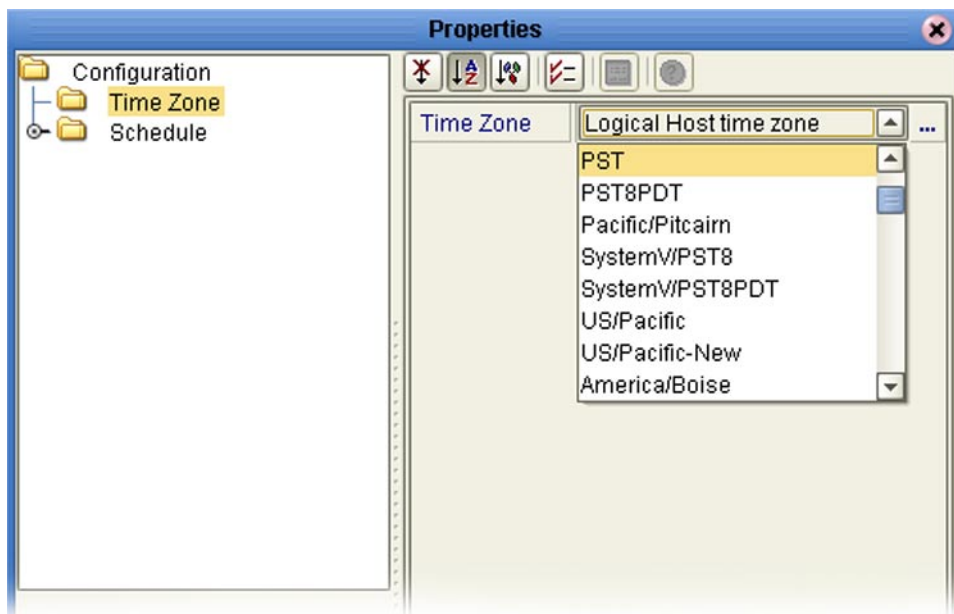 Properties
Configuration
Time Zone
Schedule
Time Zone
Logical Host time zone
...
PST
PST8PDT
Pacific/Pitcairn
SystemV/PST8
SystemV/PST8PDT
US/Pacific
US/Pacific-New
America/Boise